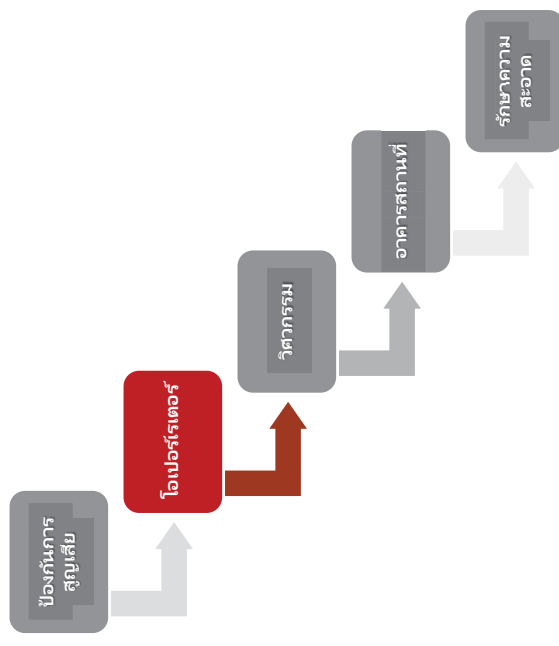 ป้องกันการ
สูญเสีย
โอเปอร์เรเตอร์
วิศวกรรม
อาคารสถานที่
รักษาความ
สะอาด